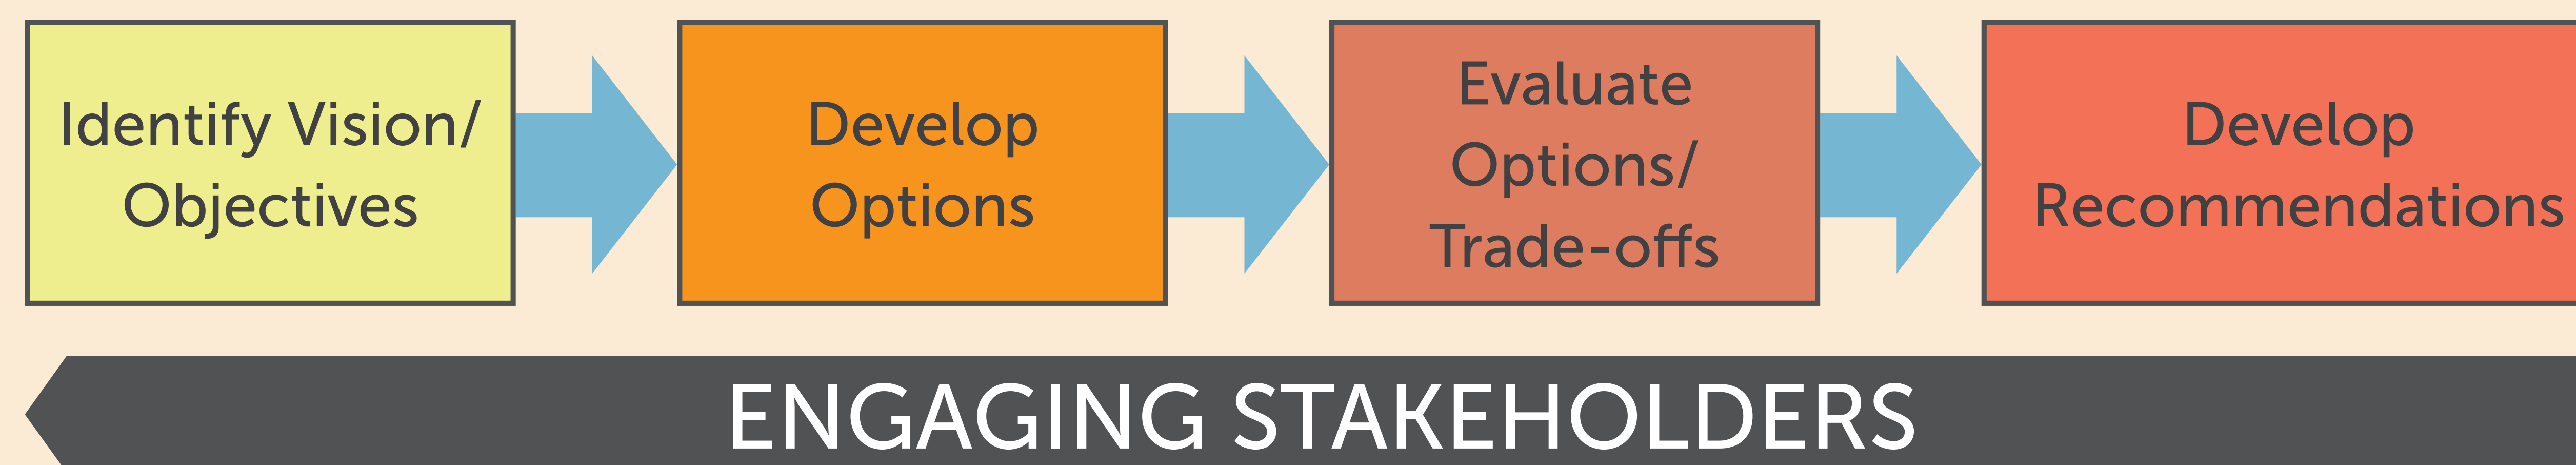 Identify Vision/
Objectives
Develop
Options
Evaluate
Options/
Trade-offs
Develop
Recommendations
ENGAGING STAKEHOLDERS